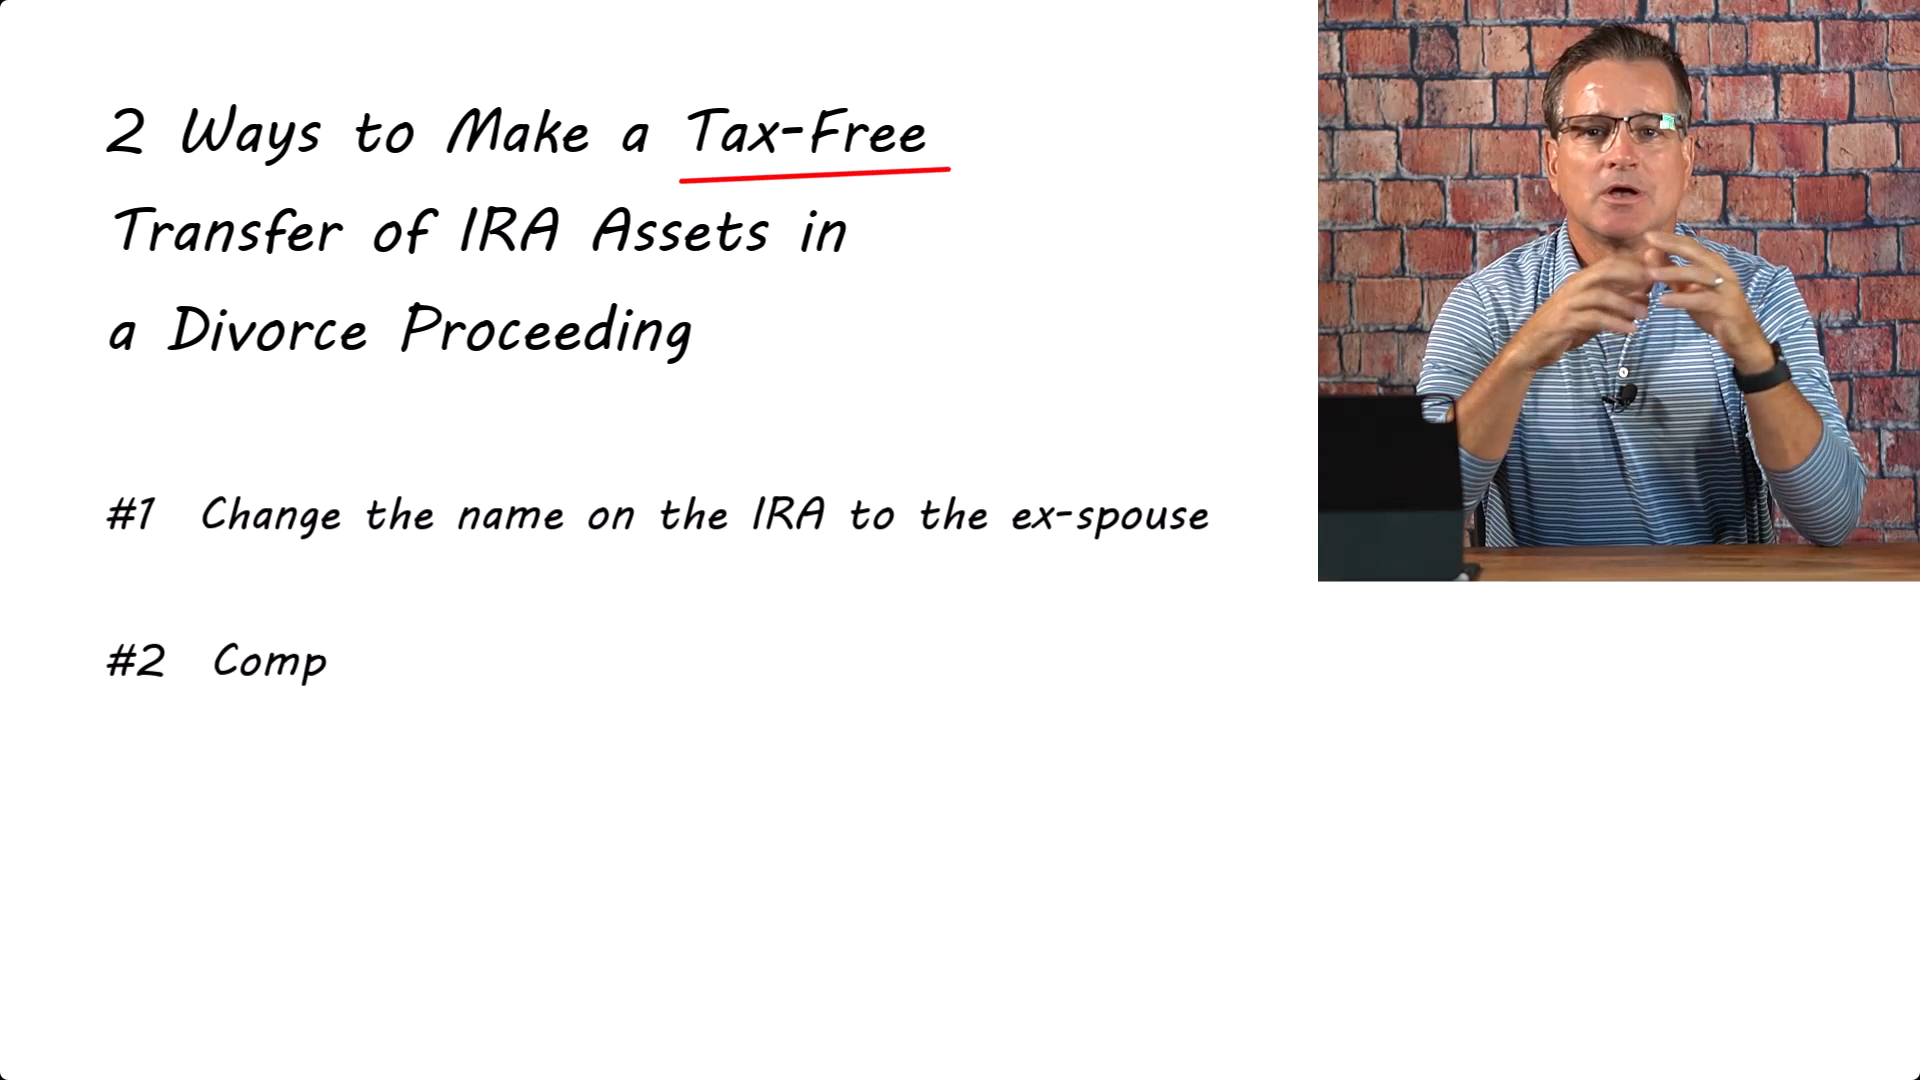 2 Ways to Make a Tax-Free
Transfer of IRA Assets in
a Divorce Proceeding
#1 Change the name on the IRA to the ex-spouse
#2 Comp